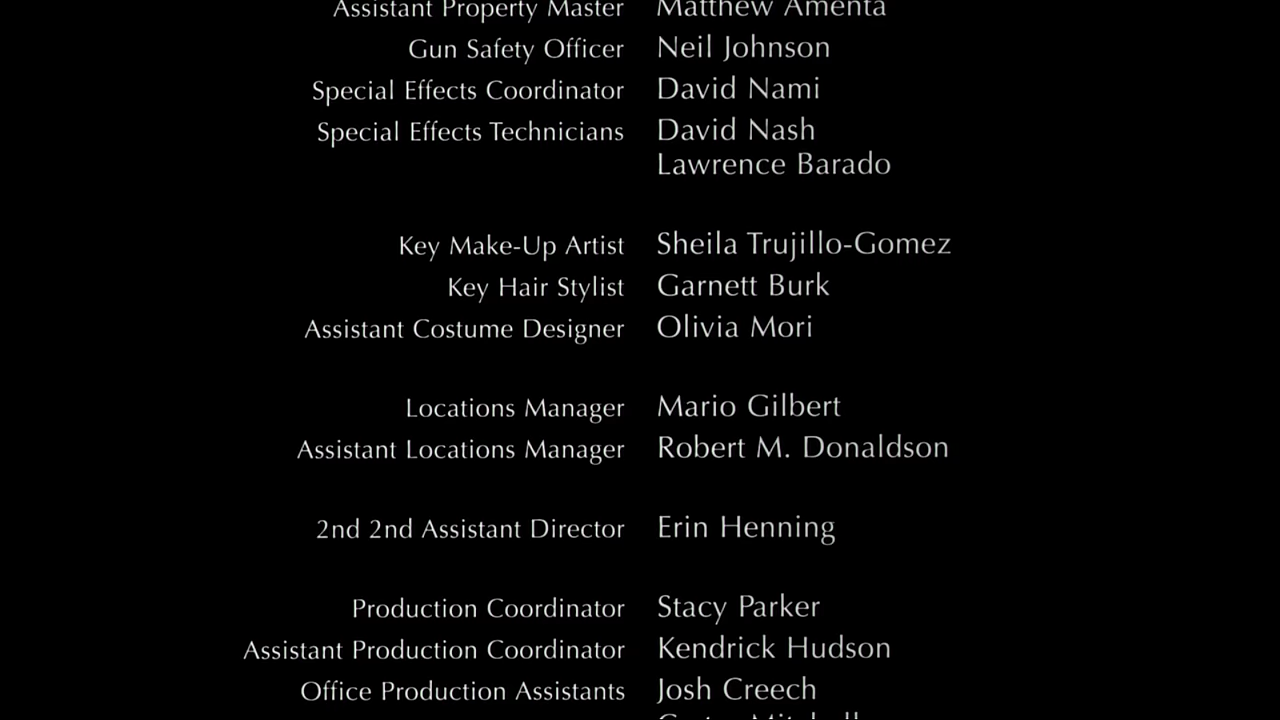 Assistant Property Master Matthew Amenta
Gun Safety Officer Neil Johnson
Special Effects Coordinator David Nami
Special Effects Technicians David Nash
Lawrence Barado
Key Make-Up Artist Sheila Trujillo-Gomez
Key Hair Stylist Garnett Burk
Assistant Costume Designer Olivia Mori
Locations Manager Mario Gilbert
Assistant Locations Manager Robert M. Donaldson
2nd 2nd Assistant Director Erin Henning
Production Coordinator Stacy Parker
Assistant Production Coordinator Kendrick Hudson
Office Production Assistants Josh Creech